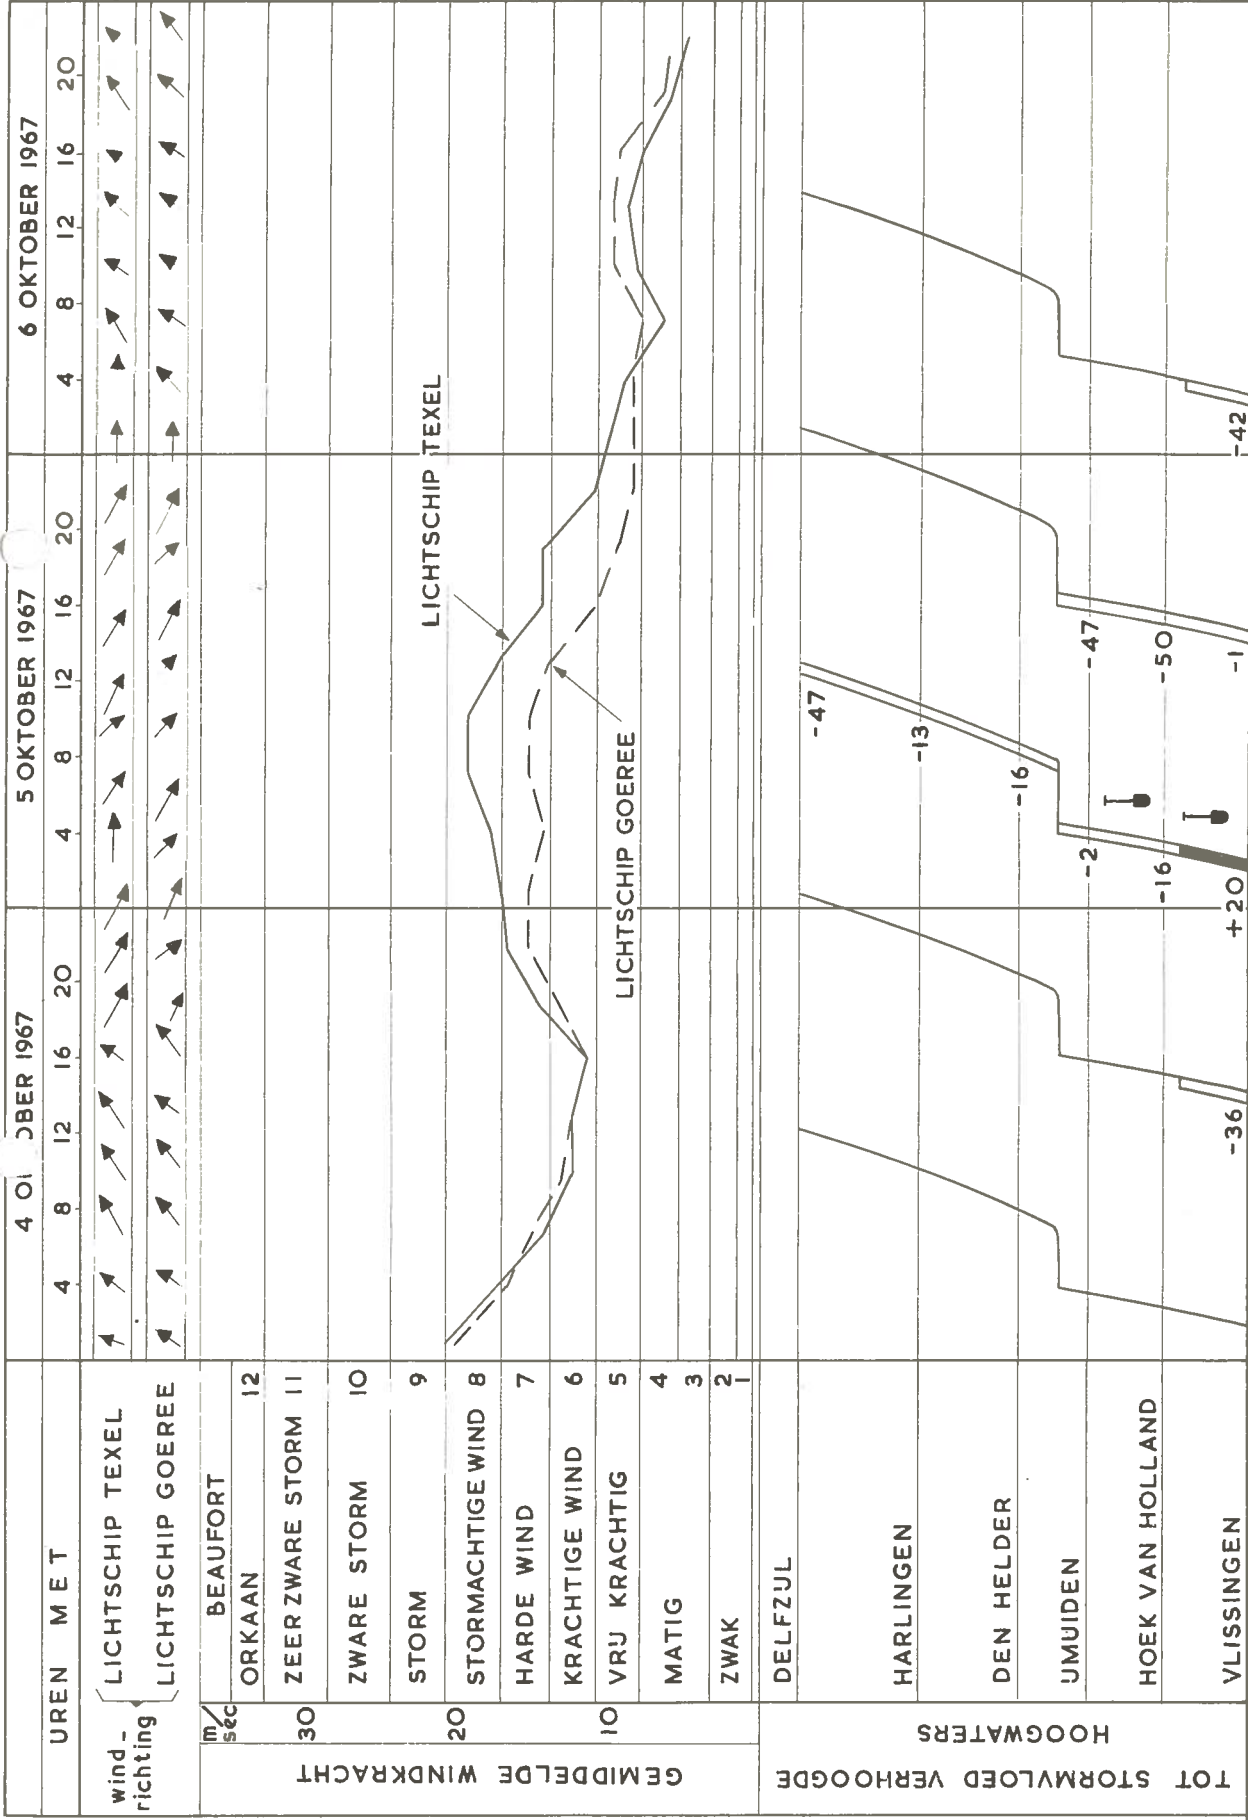 4 O DBER 1967
5 OKTOBER 1967
6 OKTOBER 1967
UREN MET
4 8 12 16 20 4 8 12 16 20 4 8 12 16 20
wind-
richting
LICHTSCHIP TEXEL
LICHTSCHIP GOEREE
m/
sec
BEAUFORT
ORKAAN 12
30
ZEER ZWARE STORM 11
ZWARE STORM 10
STORM 9
20
STORMACHTIGE WIND 8
HARDE WIND 7
KRACHTIGE WIND 6
10
VRIJ KRACHTIG 5
MATIG 4
3
ZWAK 2
1
GEMIDDELDE WINDKRACHT
LICHTSCHIP TEXEL
LICHTSCHIP GOEREE
TOT STORMVLOED VERHOOGDE
HOOGWATERS
DELFZIJL
-47
HARLINGEN
-13
DEN HELDER
-16
IJMUIDEN
-2
-47
HOEK VAN HOLLAND
-16
-50
VLISSINGEN
-36
+20
-1
-42